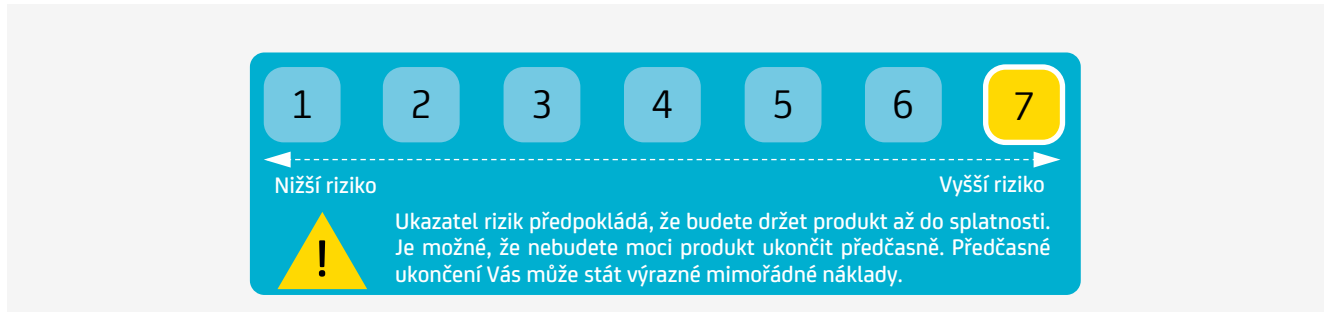 1 2 3 4 5 6 7
Nižší riziko Vyšší riziko
Ukazatel rizik předpokládá, že budete držet produkt až do splatnosti.
Je možné, že nebudete moci produkt ukončit předčasně. Předčasné
! ukončení Vás může stát výrazné mimořádné náklady.